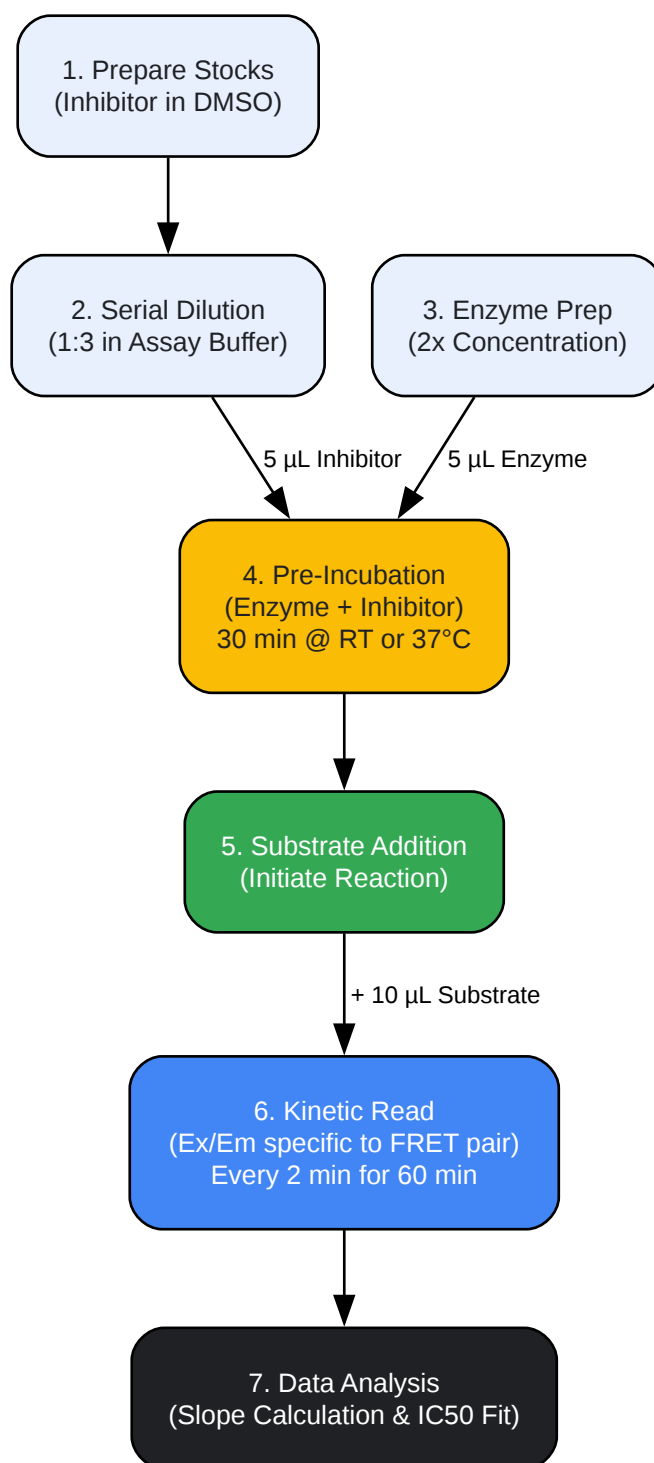 1. Prepare Stocks
(Inhibitor in DMSO)
2. Serial Dilution
(1:3 in Assay Buffer)
3. Enzyme Prep
(2x Concentration)
5 µL Inhibitor
5 µL Enzyme
4. Pre-Incubation
(Enzyme + Inhibitor)
30 min @ RT or 37°C
5. Substrate Addition
(Initiate Reaction)
+ 10 µL Substrate
6. Kinetic Read
(Ex/Em specific to FRET pair)
Every 2 min for 60 min
7. Data Analysis
(Slope Calculation & IC50 Fit)